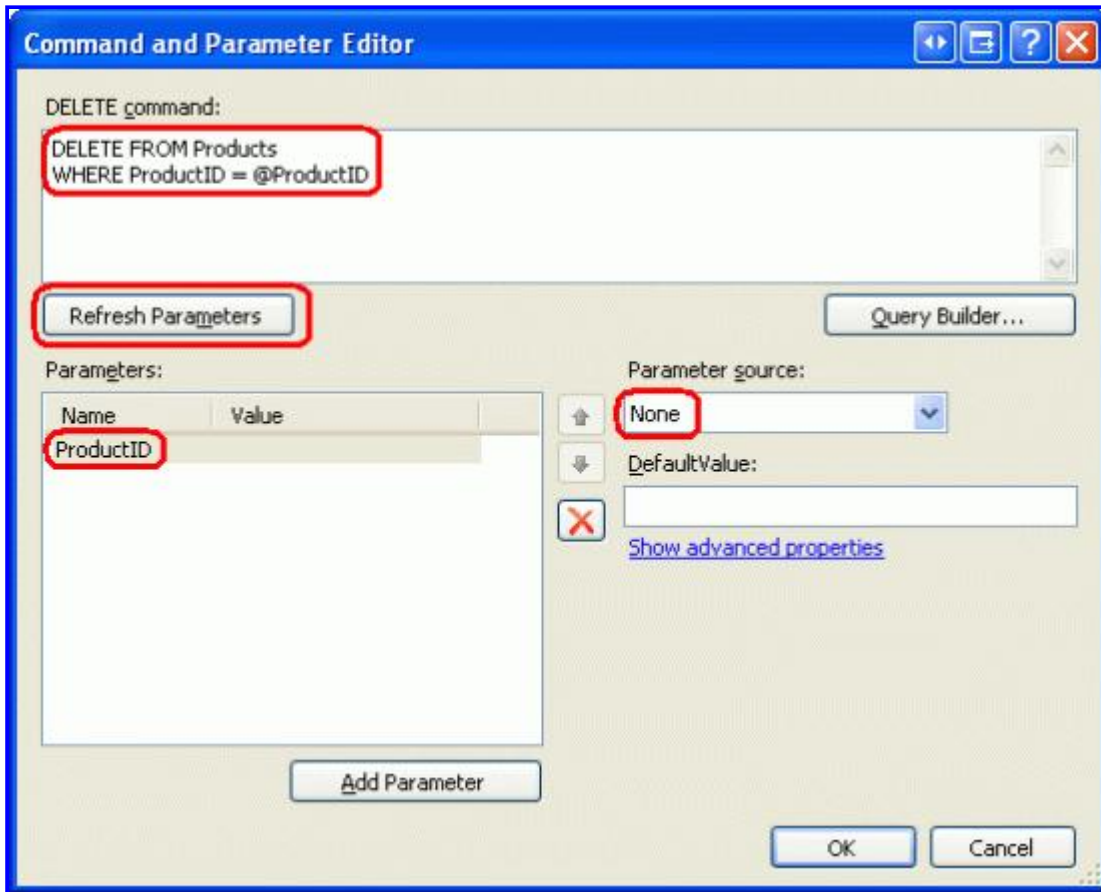 Command and Parameter Editor
DELETE command:
DELETE FROM Products
WHERE ProductID = @ProductID
Refresh Parameters
Query Builder...
Parameters:
Parameter source:
Name Value
None
ProductID
DefaultValue:
Show advanced properties
Add Parameter
OK
Cancel